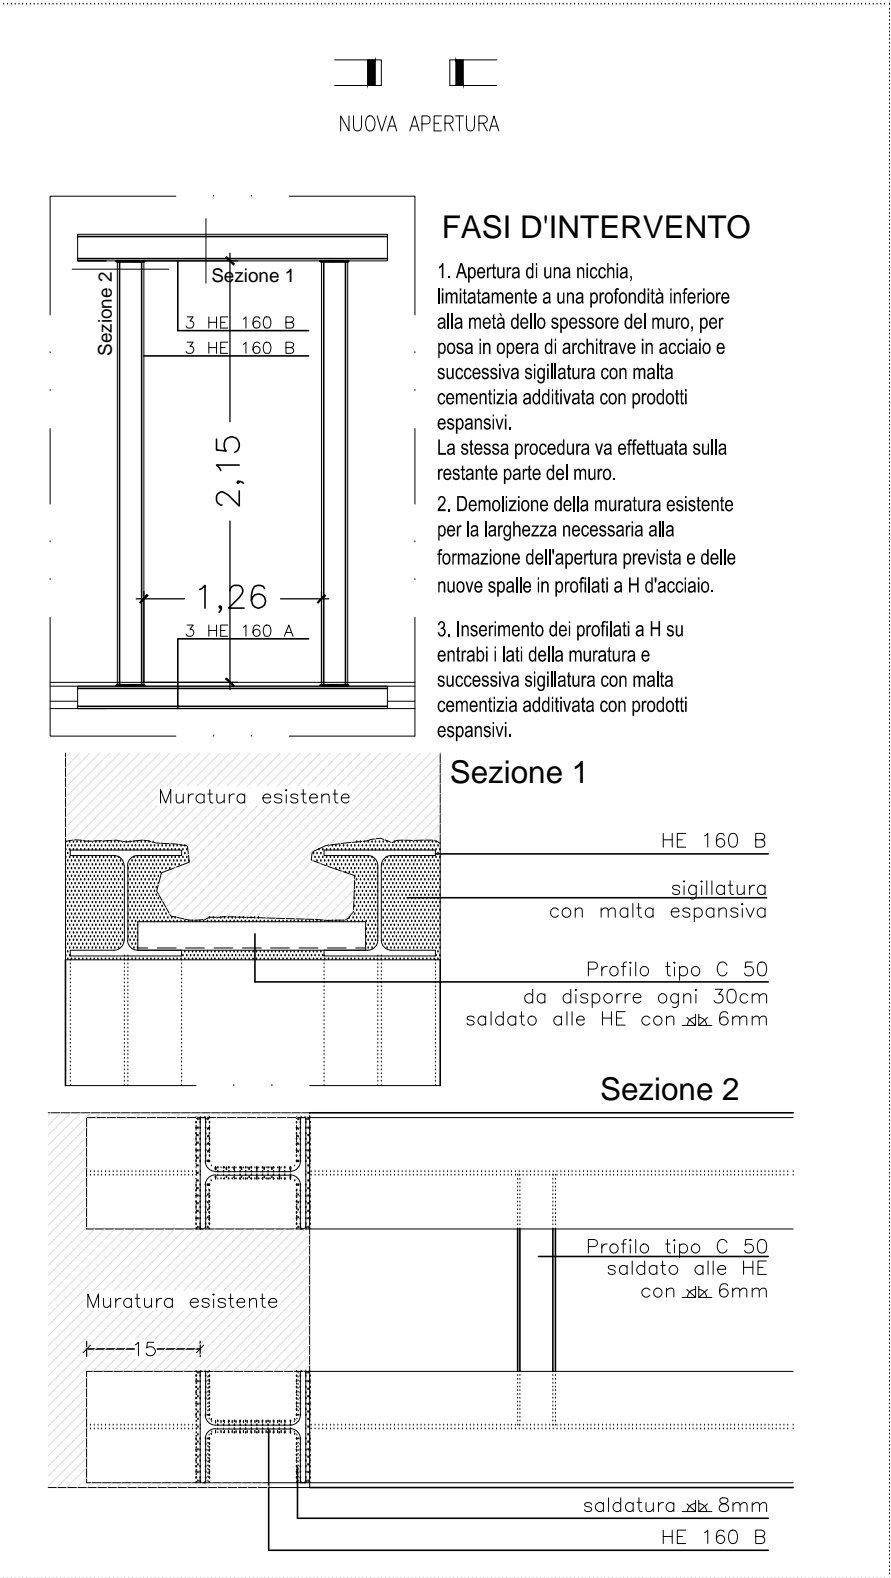 NUOVA APERTURA
FASI D'INTERVENTO
Sezione 1
Sezione 2
3 HE 160 B
3 HE 160 B
2,15
1,26
3 HE 160 A
1. Apertura di una nicchia,
limitatamente a una profondità inferiore
alla metà dello spessore del muro, per
posa in opera di architrave in acciaio e
successiva sigillatura con malta
cementizia additivata con prodotti
espansivi.
La stessa procedura va effettuata sulla
restante parte del muro.
2. Demolizione della muratura esistente
per la larghezza necessaria alla
formazione dell'apertura prevista e delle
nuove spalle in profilati a H d'acciaio.
3. Inserimento dei profilati a H su
entrabi i lati della muratura e
successiva sigillatura con malta
cementizia additivata con prodotti
espansivi.
Sezione 1
Muratura esistente
HE 160 B
sigillatura
con malta espansiva
Profilo tipo C 50
da disporre ogni 30cm
saldato alle HE con 6mm
Sezione 2
Profilo tipo C 50
saldato alle HE
con 6mm
Muratura esistente
15
saldatura 8mm
HE 160 B